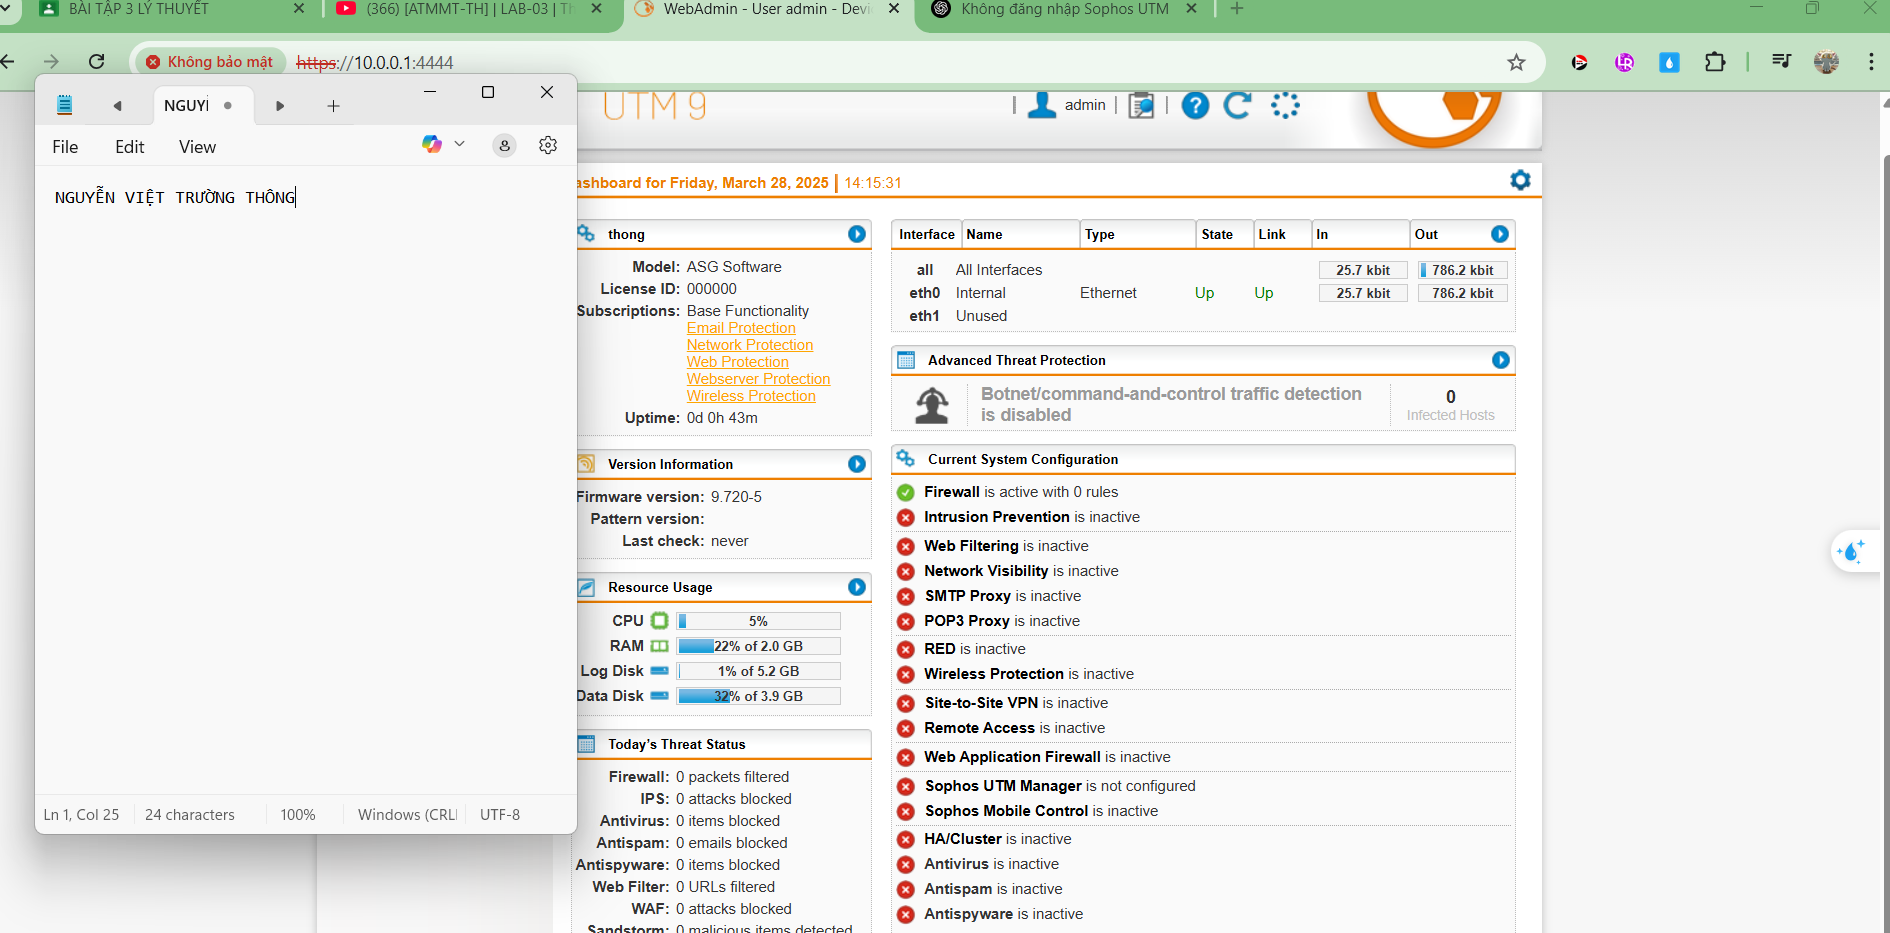 BÀI TẬP 3 LÝ THUYẾT
(366) [ATMMT-TH] | LAB-03 | Th
WebAdmin - User admin - Devic
Không đăng nhập Sophos UTM
Không bảo mật
https://10.0.0.1:4444
NGUYỄ
File
Edit
View
NGUYỄN VIỆT TRƯỜNG THÔNG
Ln 1, Col 25
24 characters
100%
Windows (CRL
UTF-8
UTM 9
admin
ashboard for Friday, March 28, 2025 | 14:15:31
thong
Model: ASG Software
License ID: 000000
Subscriptions: Base Functionality
Email Protection
Network Protection
Web Protection
Webserver Protection
Wireless Protection
Uptime: 0d 0h 43m
Version Information
Firmware version: 9.720-5
Pattern version:
Last check: never
Resource Usage
CPU 5%
RAM 22% of 2.0 GB
Log Disk 1% of 5.2 GB
Data Disk 32% of 3.9 GB
Today's Threat Status
Firewall: 0 packets filtered
IPS: 0 attacks blocked
Antivirus: 0 items blocked
Antispam: 0 emails blocked
Antispyware: 0 items blocked
Web Filter: 0 URLs filtered
WAF: 0 attacks blocked
Sandstorm: 0 malicious items detected
Interface Name Type State Link In Out
all All Interfaces 25.7 kbit 786.2 kbit
eth0 Internal Ethernet Up Up 25.7 kbit 786.2 kbit
eth1 Unused
Advanced Threat Protection
Botnet/command-and-control traffic detection
is disabled
0
Infected Hosts
Current System Configuration
Firewall is active with 0 rules
Intrusion Prevention is inactive
Web Filtering is inactive
Network Visibility is inactive
SMTP Proxy is inactive
POP3 Proxy is inactive
RED is inactive
Wireless Protection is inactive
Site-to-Site VPN is inactive
Remote Access is inactive
Web Application Firewall is inactive
Sophos UTM Manager is not configured
Sophos Mobile Control is inactive
HA/Cluster is inactive
Antivirus is inactive
Antispam is inactive
Antispyware is inactive